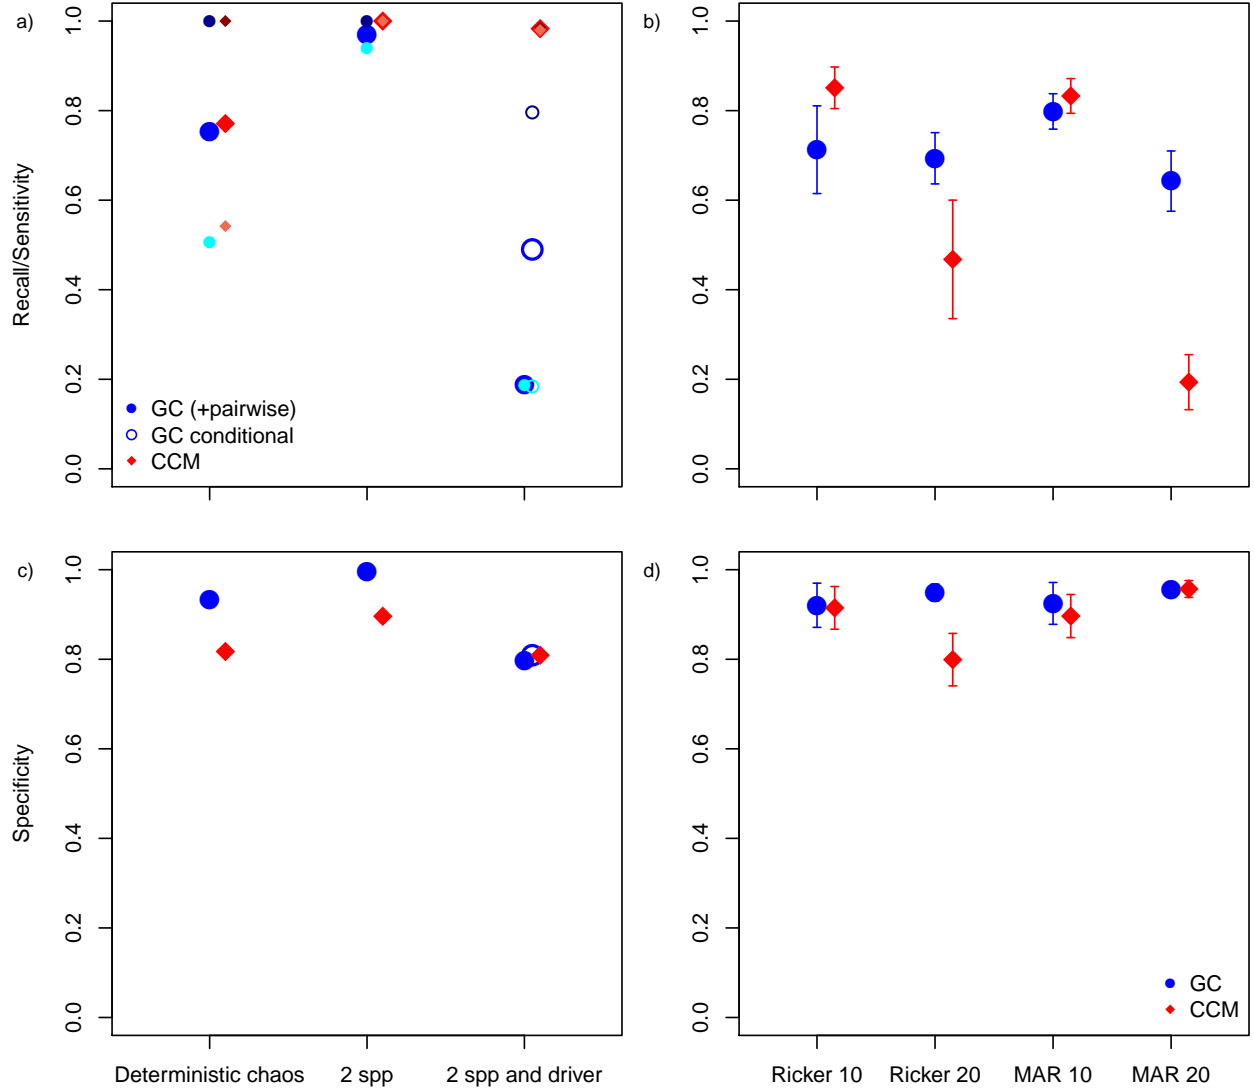 a)
Recall/Sensitivity
1.0
0.8
0.6
0.4
0.2
0.0
GC (+pairwise)
GC conditional
CCM
b)
1.0
0.8
0.6
0.4
0.2
0.0
c)
Specificity
1.0
0.8
0.6
0.4
0.2
0.0
Deterministic chaos
2 spp
2 spp and driver
d)
1.0
0.8
0.6
0.4
0.2
0.0
GC
CCM
Ricker 10
Ricker 20
MAR 10
MAR 20